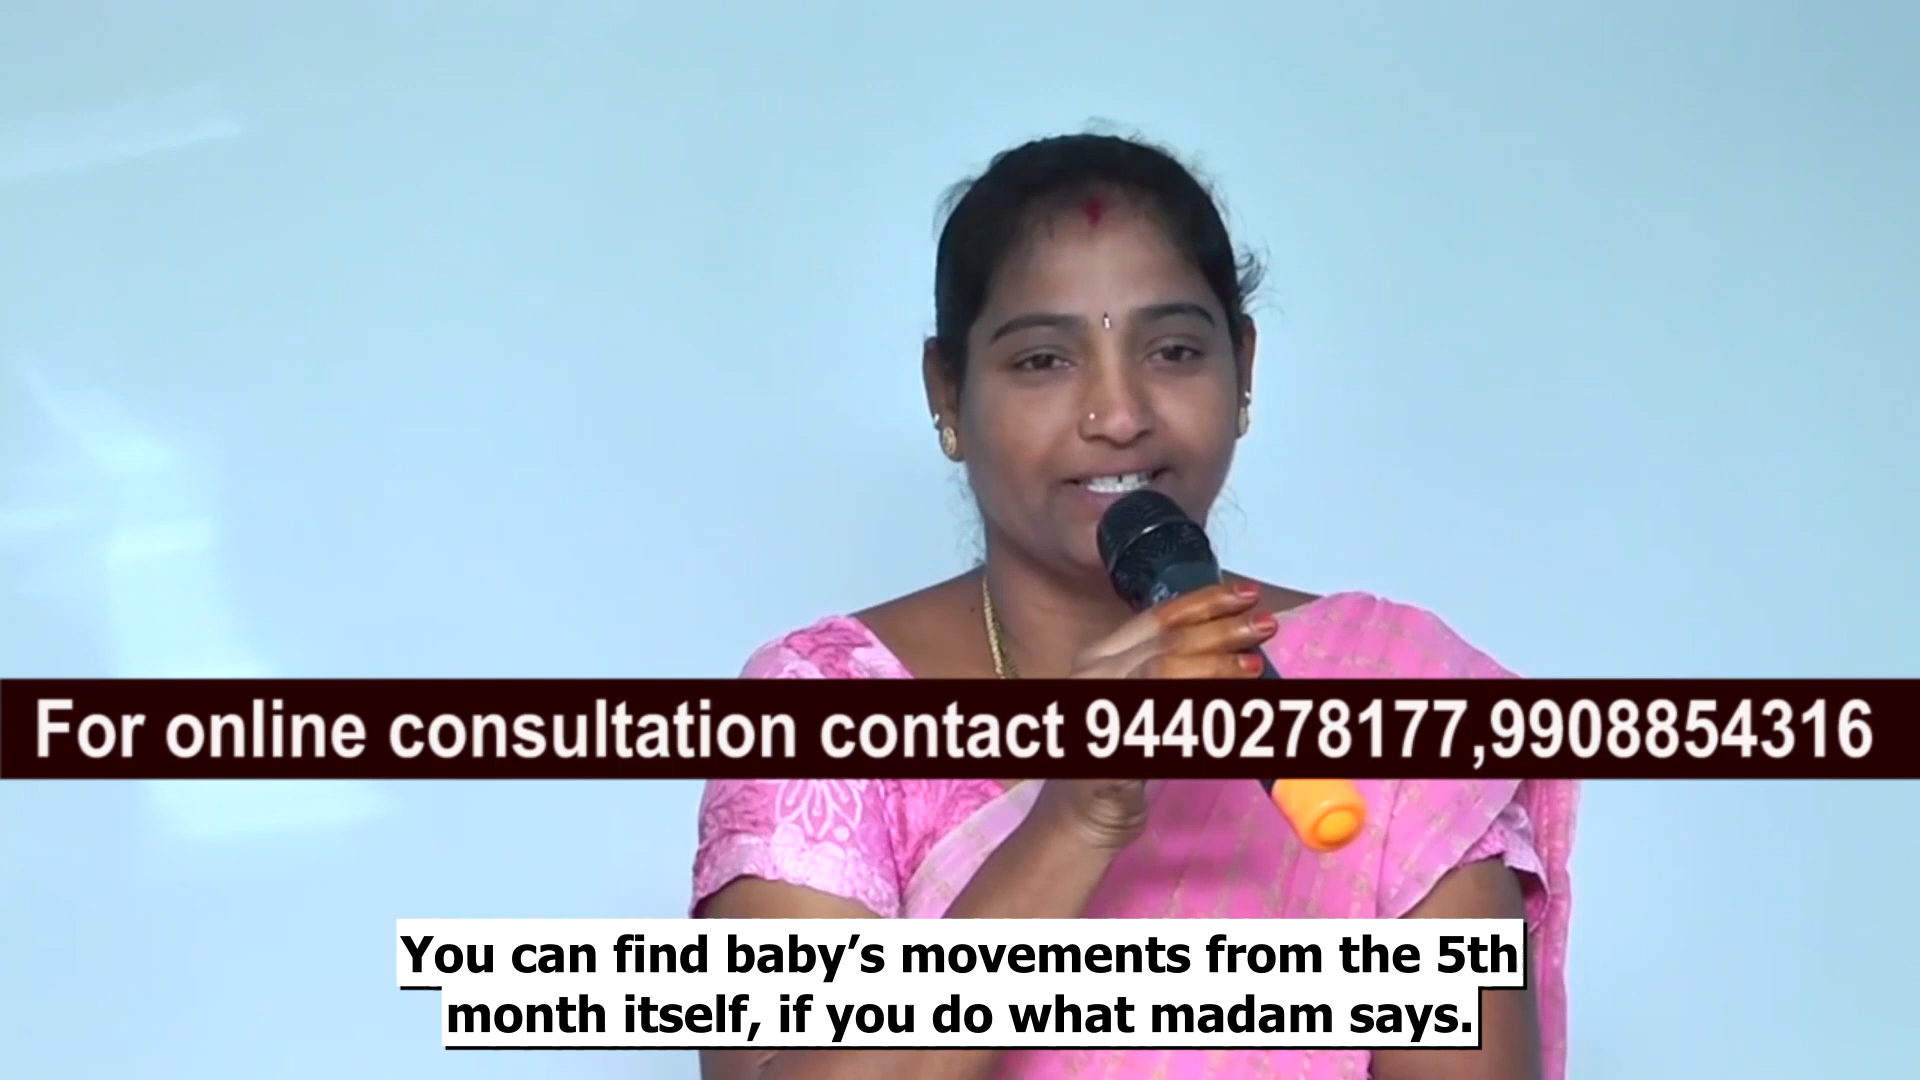 For online consultation contact 9440278177,9908854316
You can find baby’s movements from the 5th
month itself, if you do what madam says.